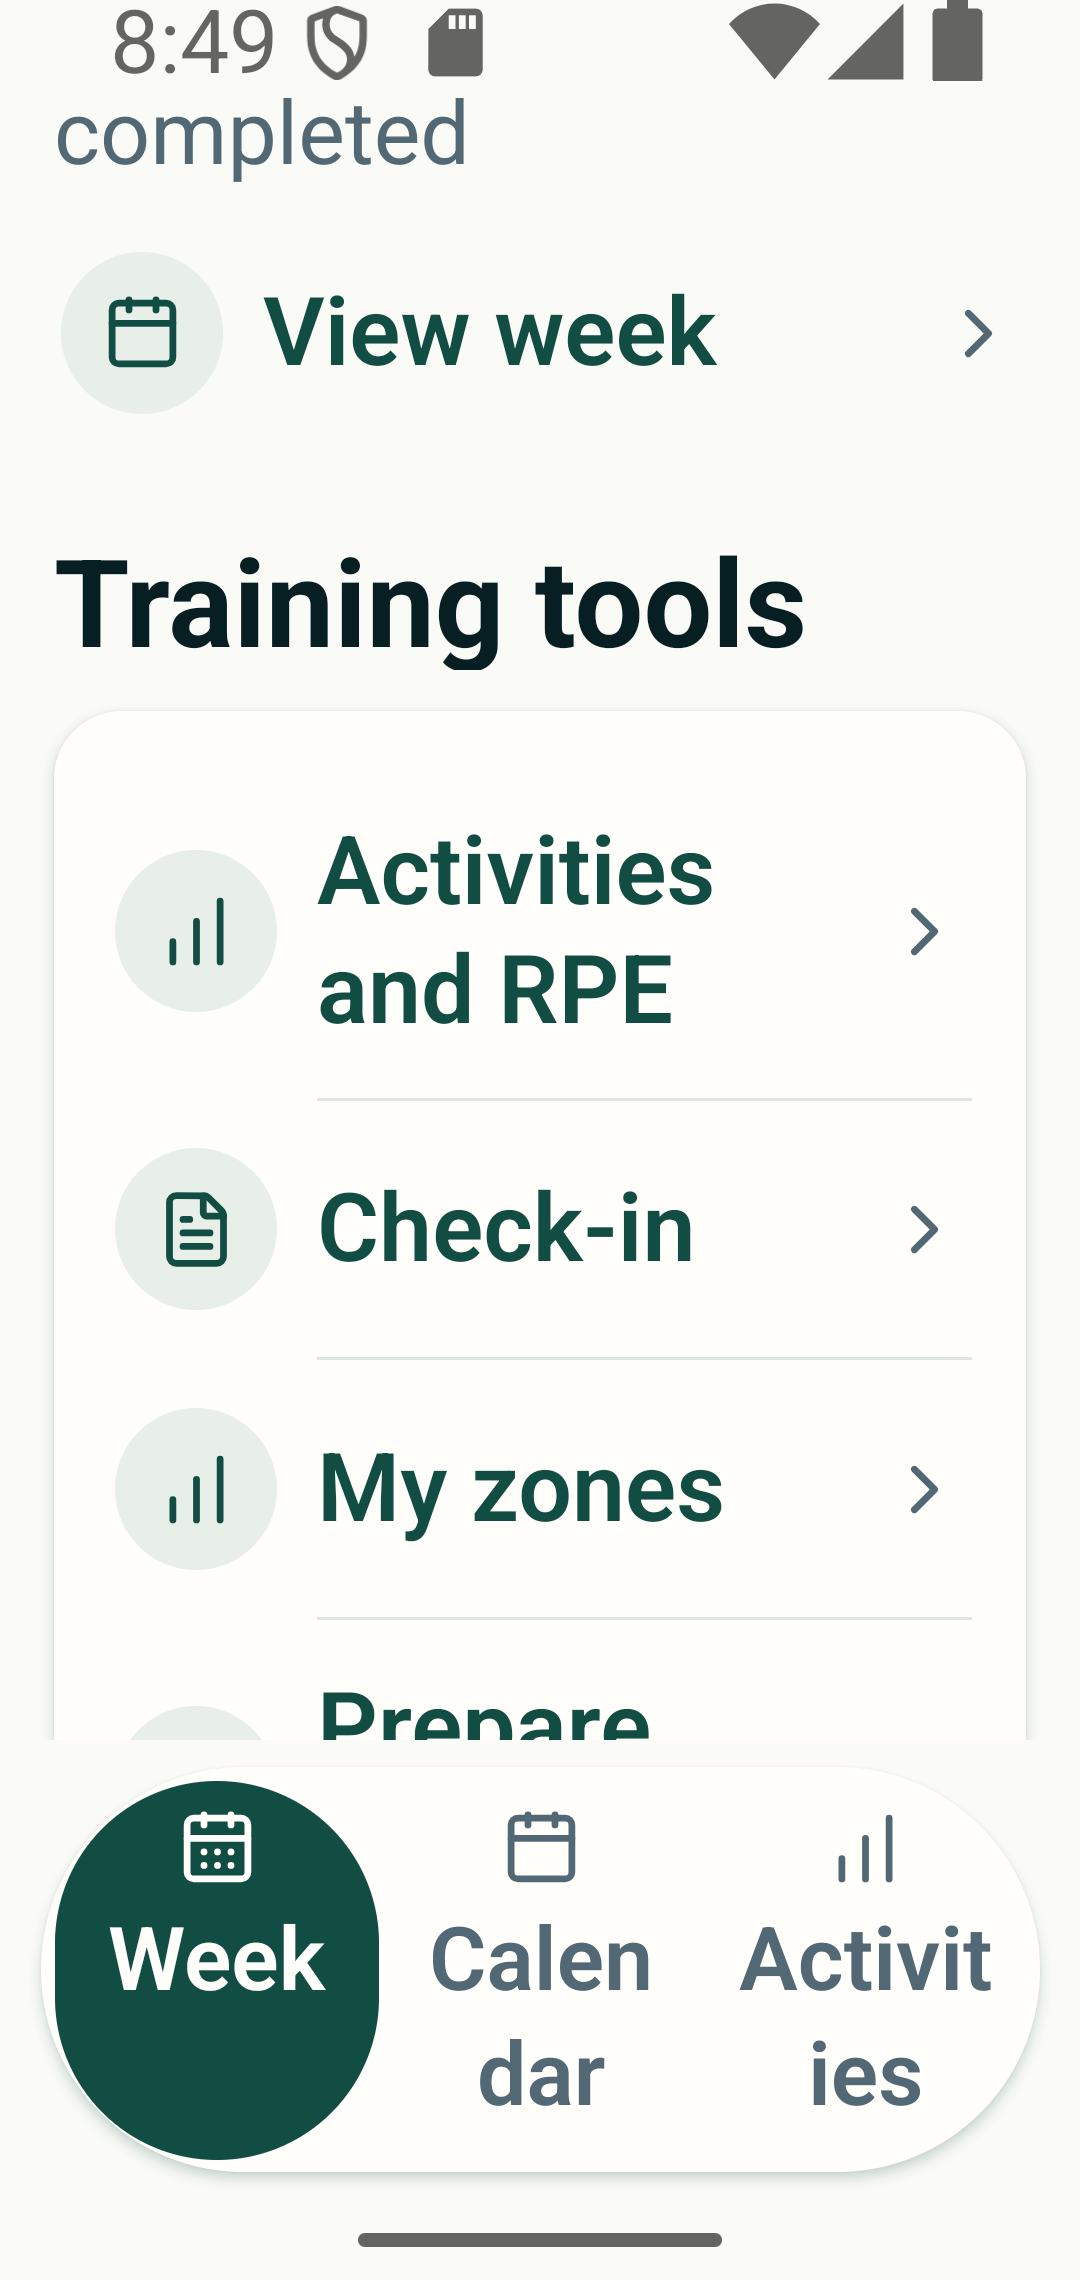 8:49
completed
View week
Training tools
Activities
and RPE
Check-in
My zones
Prepare
Week
Calen
dar
Activit
ies